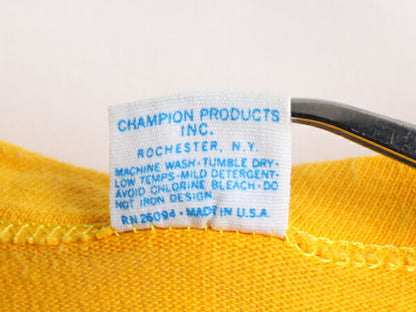 CHAMPION PRODUCTS
INC.
ROCHESTER, N.Y.
MACHINE WASH • TUMBLE DRY-
LOW TEMPS • MILD DETERGENT-
AVOID CHLORINE BLEACH • DO
NOT IRON DESIGN
RN 26094 • MADE IN U.S.A.